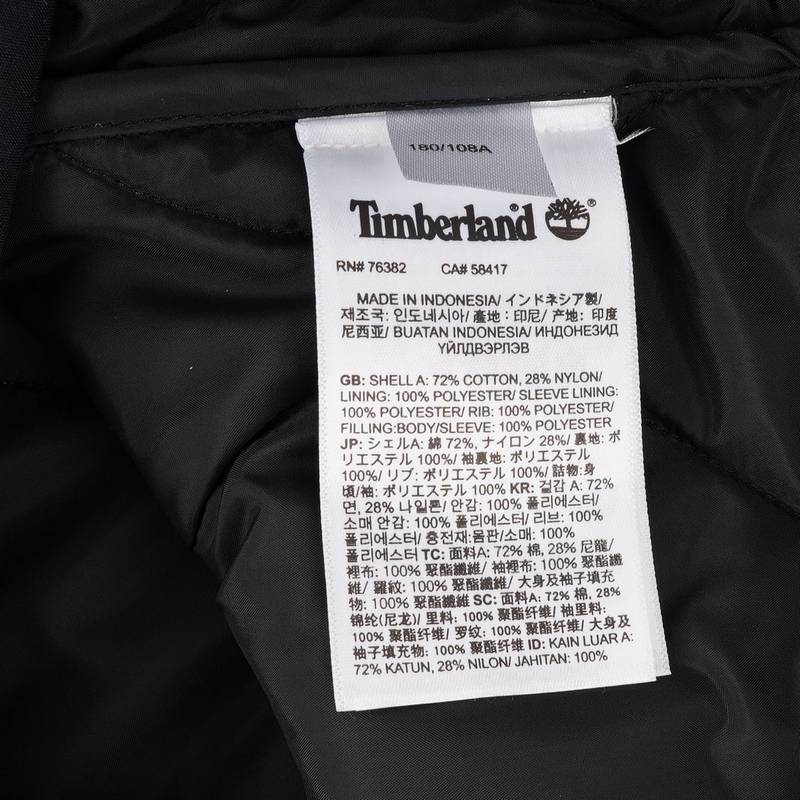 180/108A
Timberland®
®
RN# 76382 CA# 58417
MADE IN INDONESIA/ インドネシア製/
제조국: 인도네시아/ 產地: 印尼/ 产地: 印度
尼西亚/ BUATAN INDONESIA/ ИНДОНЕЗИД
ҮЙЛДВЭРЛЭВ
GB: SHELL A: 72% COTTON, 28% NYLON/
LINING: 100% POLYESTER/ SLEEVE LINING:
100% POLYESTER/ RIB: 100% POLYESTER/
FILLING:BODY/SLEEVE: 100% POLYESTER
JP: シェルA: 綿 72%, ナイロン 28%/ 裏地: ポ
リエステル 100%/ 袖裏地: ポリエステル
100%/ リブ: ポリエステル 100%/ 詰物:身
頃/袖: ポリエステル 100% KR: 겉감 A: 72%
면, 28% 나일론/ 안감: 100% 폴리에스터/
소매 안감: 100% 폴리에스터/ 리브: 100%
폴리에스터/ 충전재:몸판/소매: 100%
폴리에스터 TC: 面料A: 72% 棉, 28% 尼龍/
裡布: 100% 聚酯纖維/ 袖裡布: 100% 聚酯纖
維/ 羅紋: 100% 聚酯纖維/ 大身及袖子填充
物: 100% 聚酯纖維 SC: 面料A: 72% 棉, 28%
锦纶(尼龙)/ 里料: 100% 聚酯纤维/ 袖里料:
100% 聚酯纤维/ 罗纹: 100% 聚酯纤维/ 大身及
袖子填充物: 100% 聚酯纤维 ID: KAIN LUAR A:
72% KATUN, 28% NILON/ JAHITAN: 100%